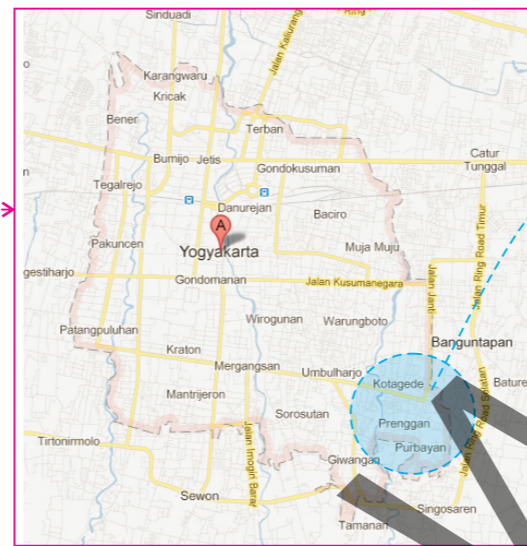 Sinduadi
Jalan Kaliurang
o
Karangwaru
Kricak
Bener
Terban
Bumijo
Jetis
Catur
Tunggal
n
Gondokusuman
Tegalrejo
Danurejan
Baciro
A
Yogyakarta
Muja Muju
Pakuncen
Jalan Ring Road Timur
gestiharjo
Gondomanan
Jalan Kusumanegara
Jalan Janti
Wirogunan
Warungboto
Patangpuluhan
Banguntapan
Kraton
Mergangsan
Umbulharjo
Kotagede
Bature
Mantrijeron
Sorosutan
Prenggan
Jalan Ring Road Selatan
Tirtonirmolo
Jalan Imogiri Barat
Purbayan
Giwangan
Sewon
Singosaren
Tamanan